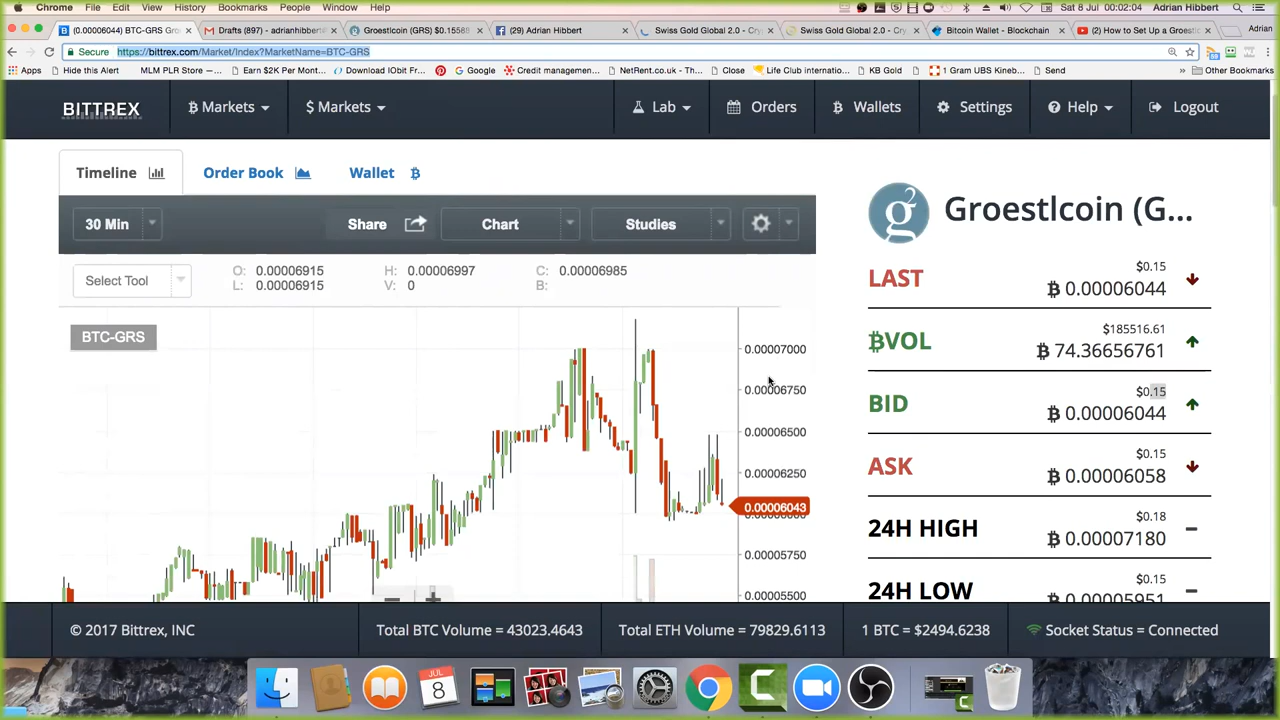 Chrome File Edit View History Bookmarks People Window Help Sat 8 Jul 00:02:04 Adrian Hibbert
(0.00006044) BTC-GRS Gro Drafts (897) - adrianhibbert Groestlcoin (GRS) $0.15569 (29) Adrian Hibbert Swiss Gold Global 2.0 - Cry Swiss Gold Global 2.0 - Cry Bitcoin Wallet - Blockchain (2) How to Set Up a Groestlc Adrian
Secure https://bittrex.com/Market/Index?MarketName=BTC-GRS
Apps Hide this Alert MLM PLR Store —... Earn $2K Per Mont... Download IObit Fr... Google Credit managemen... NetRent.co.uk - Th... Close Life Club internatio... KB Gold 1 Gram UBS Kineb... Send » Other Bookmarks
BITTREX
Markets $ Markets Lab Orders Wallets Settings Help Logout
Timeline Order Book Wallet
30 Min Share Chart Studies
Select Tool
O: 0.00006915 H: 0.00006997 C: 0.00006985
L: 0.00006915 V: 0 B:
BTC-GRS
0.00007000
0.00006750
0.00006500
0.00006250
0.00006043
0.00005750
0.00005500
Groestlcoin (G...
$0.15
LAST Ƀ 0.00006044
$185516.61
ɃVOL Ƀ 74.36656761
$0.15
BID Ƀ 0.00006044
$0.15
ASK Ƀ 0.00006058
$0.18
24H HIGH Ƀ 0.00007180
$0.15
24H LOW Ƀ 0.00005951
© 2017 Bittrex, INC Total BTC Volume = 43023.4643 Total ETH Volume = 79829.6113 1 BTC = $2494.6238 Socket Status = Connected
JUL
8